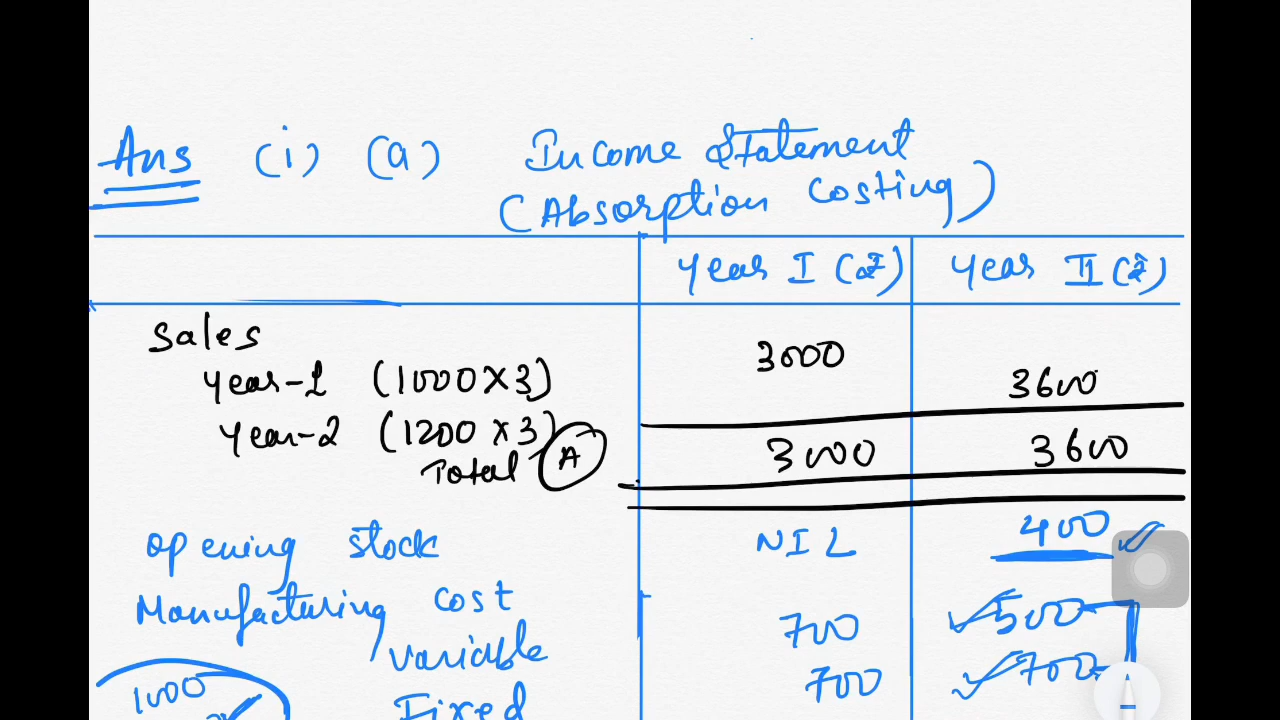 Ans (i) (a) Income Statement
(Absorption costing)
Year I (₹) Year II (₹)
Sales
Year-1 (1000 × 3) 3000
Year-2 (1200 × 3) 3600
Total A 3000 3600
Opening stock NIL 400
Manufacturing cost
variable 700 500
Fixed 700 700
1000